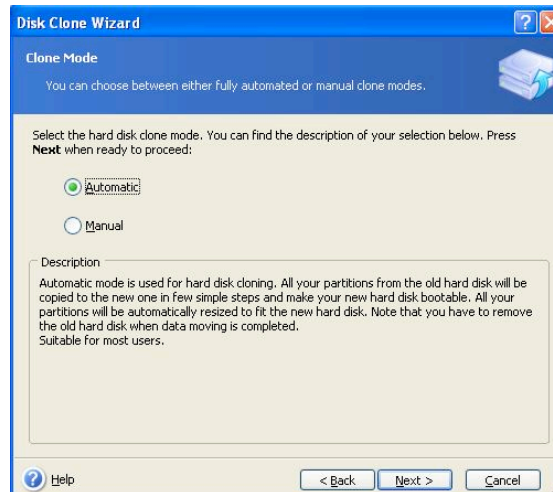 Disk Clone Wizard
Clone Mode
You can choose between either fully automated or manual clone modes.
Select the hard disk clone mode. You can find the description of your selection below. Press
Next when ready to proceed:
Automatic
Manual
Description
Automatic mode is used for hard disk cloning. All your partitions from the old hard disk will be
copied to the new one in few simple steps and make your new hard disk bootable. All your
partitions will be automatically resized to fit the new hard disk. Note that you have to remove
the old hard disk when data moving is completed.
Suitable for most users.
Help
< Back
Next >
Cancel